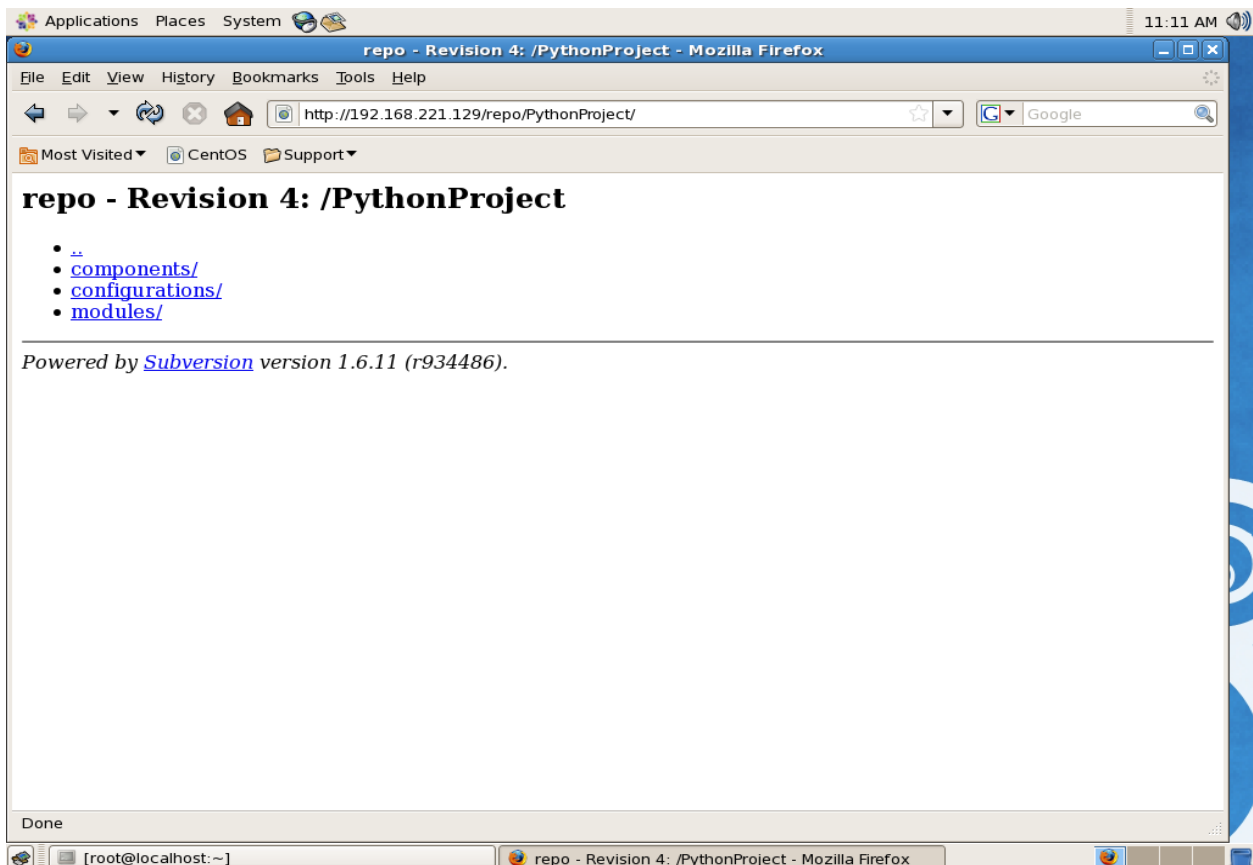 Applications Places System 11:11 AM
repo - Revision 4: /PythonProject - Mozilla Firefox
File Edit View History Bookmarks Tools Help
http://192.168.221.129/repo/PythonProject/ G Google
Most Visited CentOS Support
repo - Revision 4: /PythonProject
..
components/
configurations/
modules/
Powered by Subversion version 1.6.11 (r934486).
Done
[root@localhost:~] repo - Revision 4: /PythonProject - Mozilla Firefox